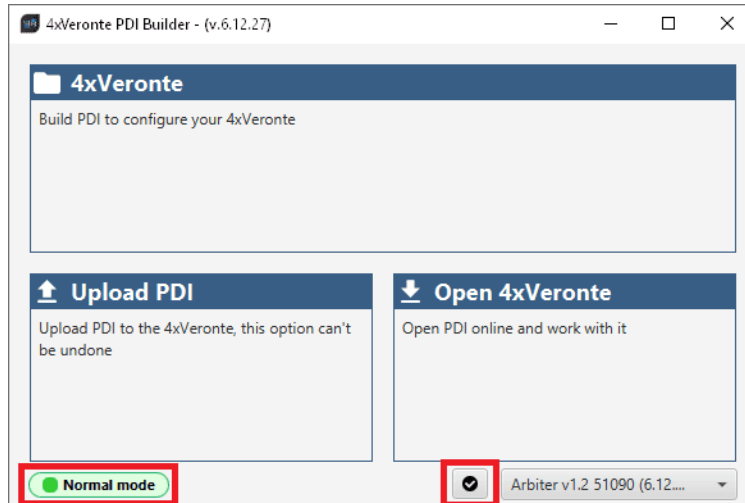 4xVeronte PDI Builder - (v.6.12.27)
4xVeronte
Build PDI to configure your 4xVeronte
Upload PDI
Upload PDI to the 4xVeronte, this option can't
be undone
Open 4xVeronte
Open PDI online and work with it
Normal mode
Arbiter v1.2 51090 (6.12....